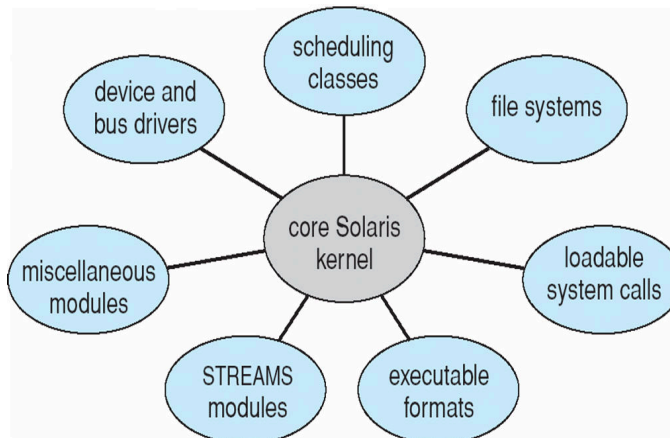 scheduling
classes
device and
bus drivers
file systems
core Solaris
kernel
miscellaneous
modules
loadable
system calls
STREAMS
modules
executable
formats